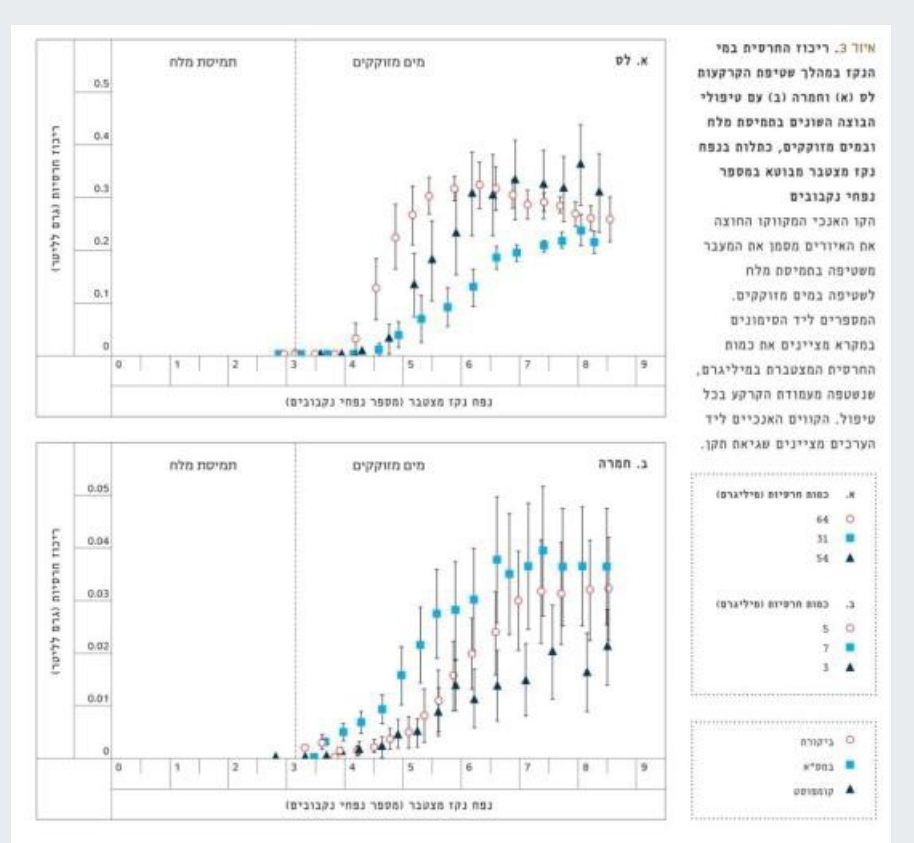 איור 3. ריכוז החרסית במי
הנקז במהלך שטיפת הקרקעות
לס (א) וחמרה (ב) עם טיפולי
הבוצה השונים בתמיסת מלח
ובמים מזוקקים, כתלות בנפח
נקז מצטבר מבוטא במספר
נפחי נקבובים
הקו האנכי המקווקו החוצה
את האיורים מסמן את המעבר
משטיפה בתמיסת מלח
לשטיפה במים מזוקקים.
המספרים ליד הסימונים
במקרא מציינים את כמות
החרסית המצטברת במיליגרם,
שנשטפה מעמודת הקרקע בכל
טיפול. הקווים האנכיים ליד
הערכים מציינים שגיאת תקן.
א. כמות חרסיות (מיליגרם)
64
31
54
ב. כמות חרסיות (מיליגרם)
5
7
3
ביקורת
במס"א
קומפוסט
א. לס
מים מזוקקים
תמיסת מלח
ריכוז חרסיות (גרם לליטר)
0.5
0.4
0.3
0.2
0.1
0
0 1 2 3 4 5 6 7 8 9
נפח נקז מצטבר (מספר נפחי נקבובים)
ב. חמרה
מים מזוקקים
תמיסת מלח
ריכוז חרסיות (גרם לליטר)
0.05
0.04
0.03
0.02
0.01
0
0 1 2 3 4 5 6 7 8 9
נפח נקז מצטבר (מספר נפחי נקבובים)